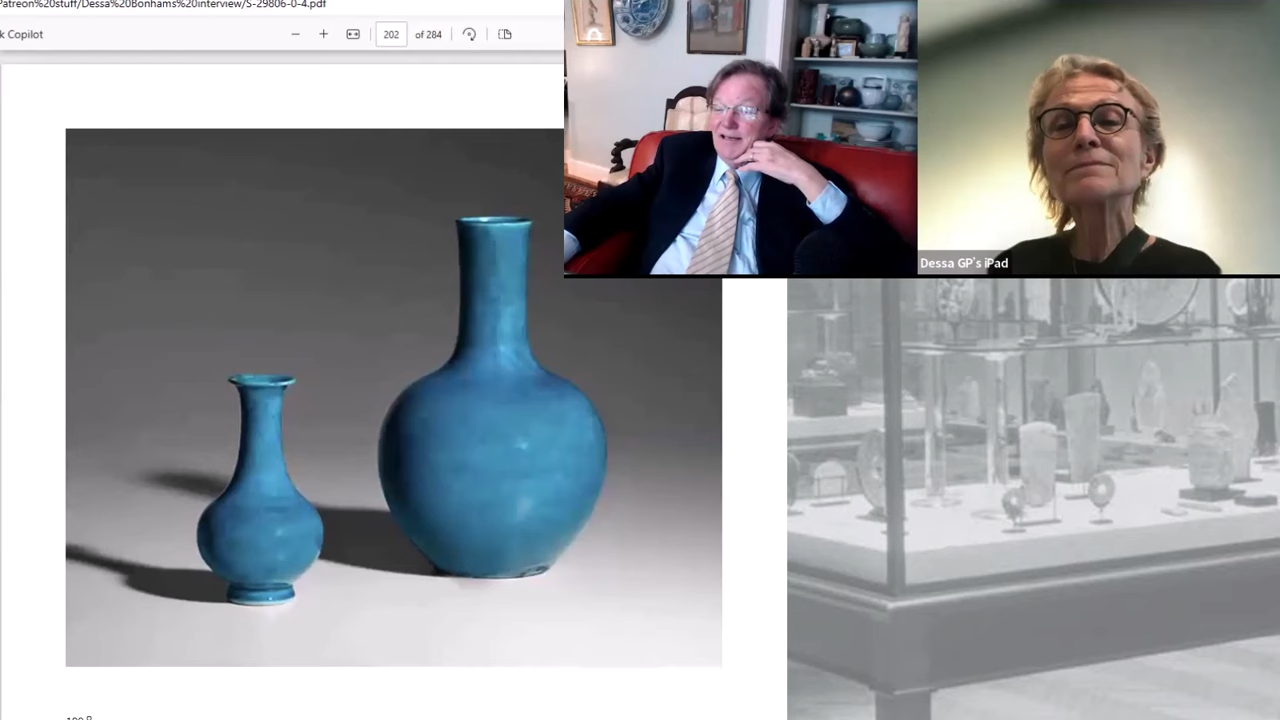 Patreon%20stuff/Dessa%20Bonhams%20interview/S-29806-0-4.pdf
k Copilot
202 of 284
Dessa GP's iPad